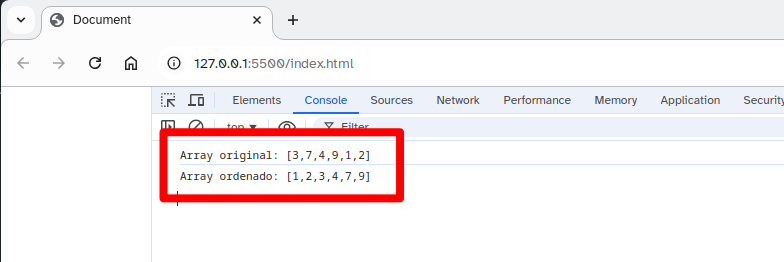 Document
127.0.0.1:5500/index.html
Elements Console Sources Network Performance Memory Application Security
top Filter
Array original: [3,7,4,9,1,2]
Array ordenado: [1,2,3,4,7,9]